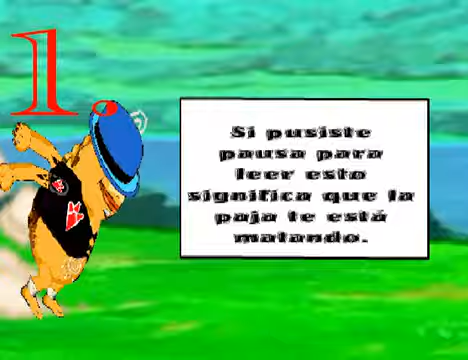 1.
Si pusiste
pausa para
leer esto
significa que la
paja te está
matando.